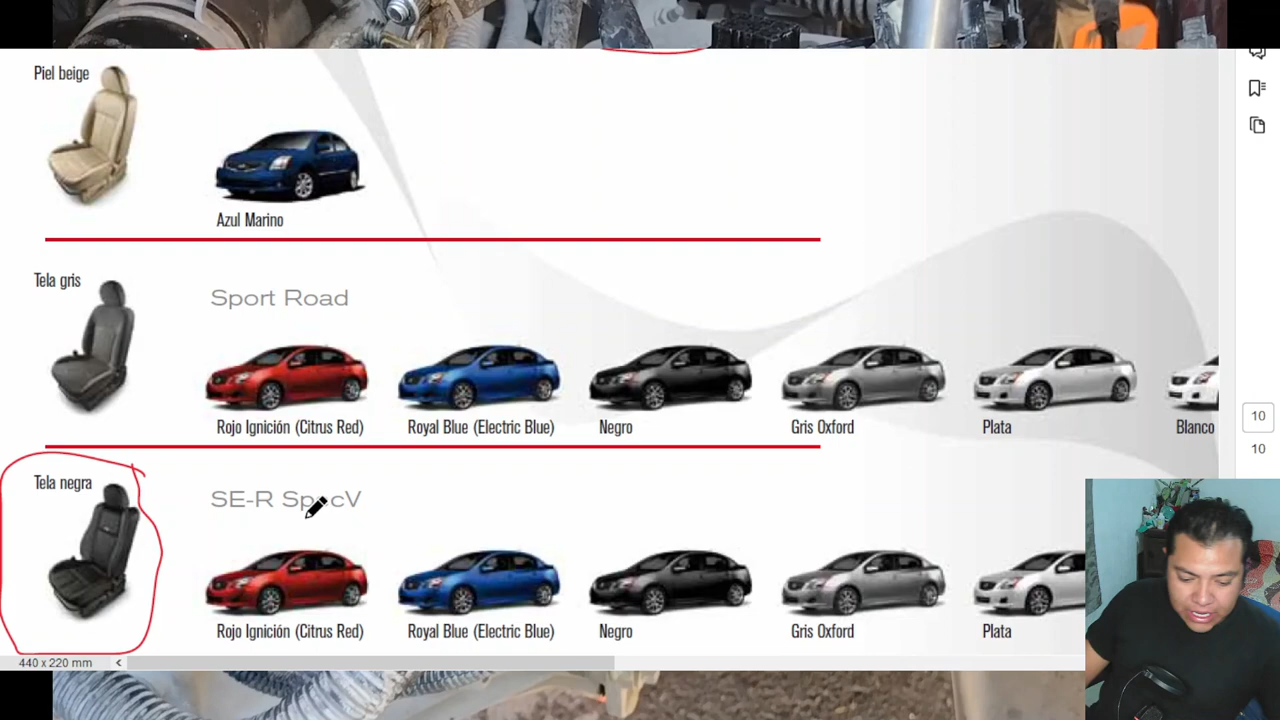 Piel beige
Azul Marino
Tela gris
Sport Road
Rojo Ignición (Citrus Red) Royal Blue (Electric Blue) Negro Gris Oxford Plata Blanco
10
10
Tela negra
SE-R SpecV
Rojo Ignición (Citrus Red) Royal Blue (Electric Blue) Negro Gris Oxford Plata
440 x 220 mm